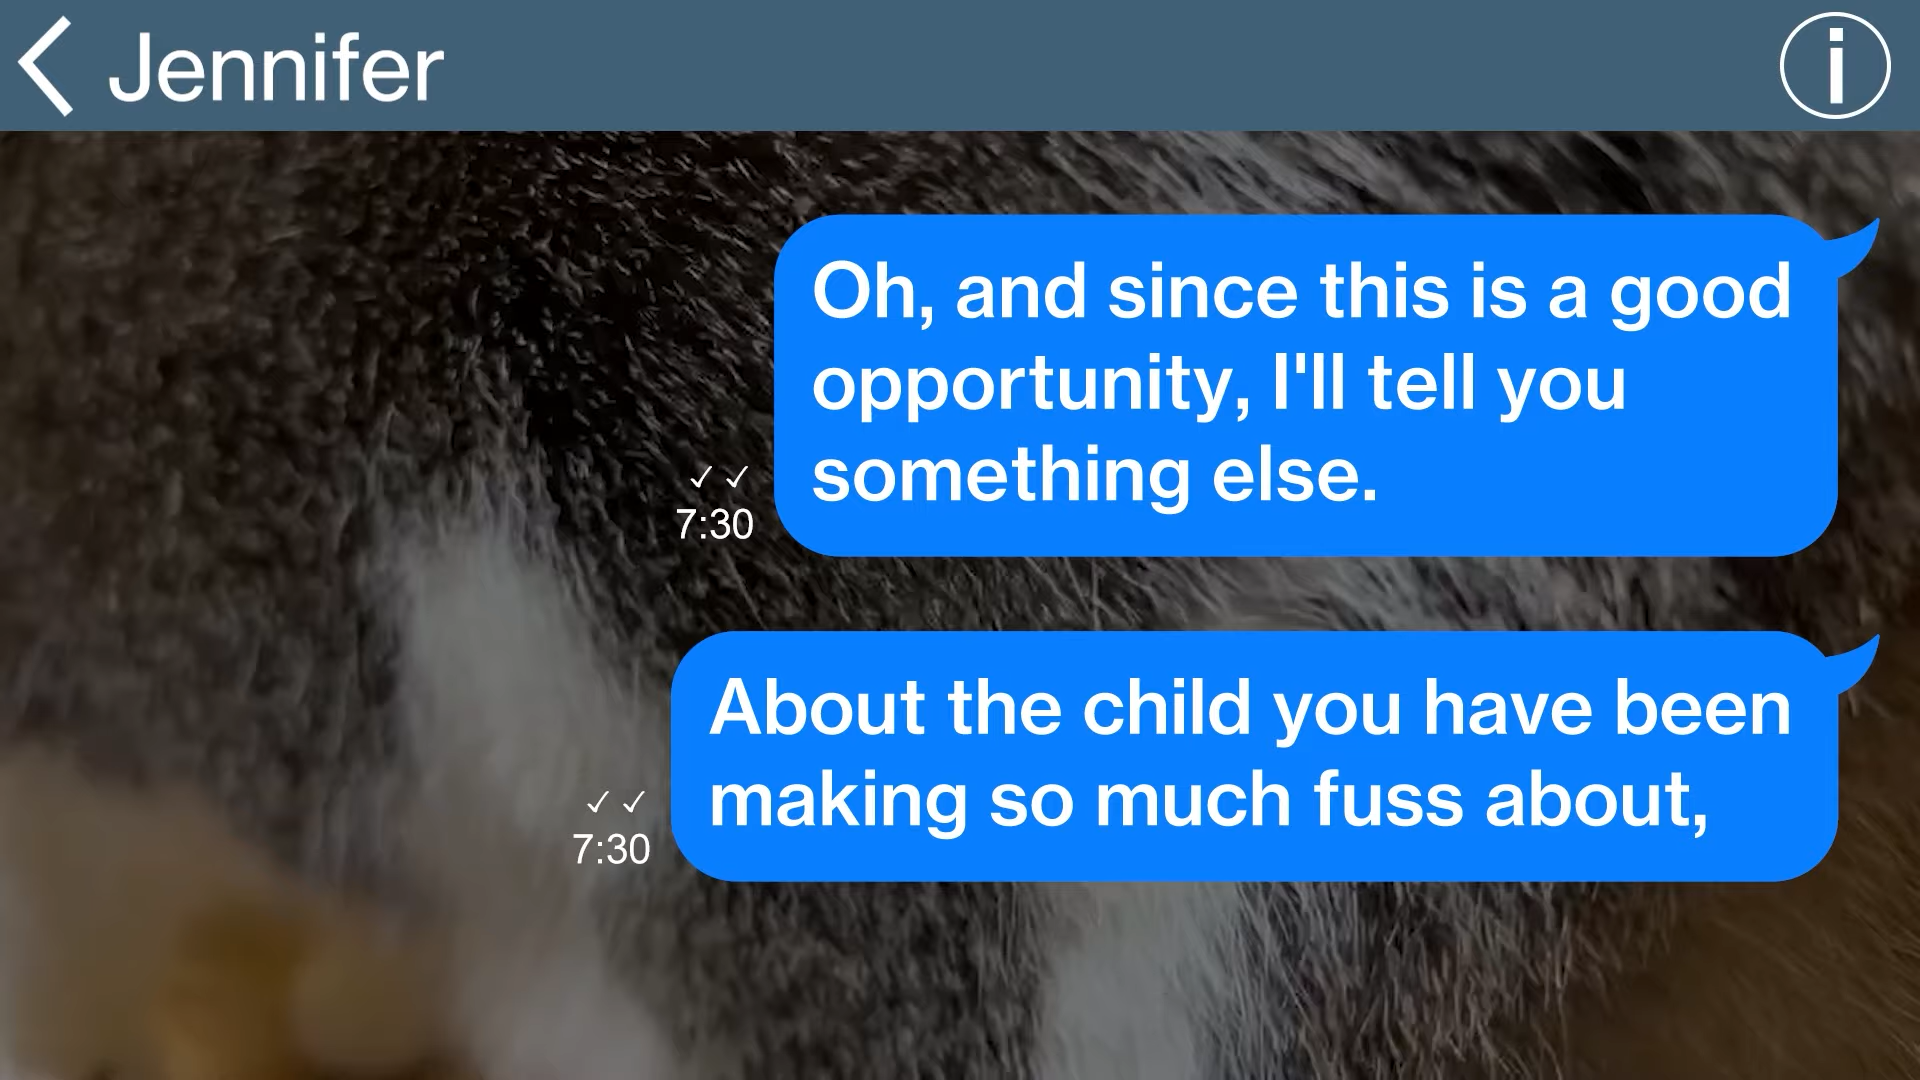 Jennifer
Oh, and since this is a good
opportunity, I'll tell you
something else.
✓ ✓
7:30
About the child you have been
making so much fuss about,
✓ ✓
7:30